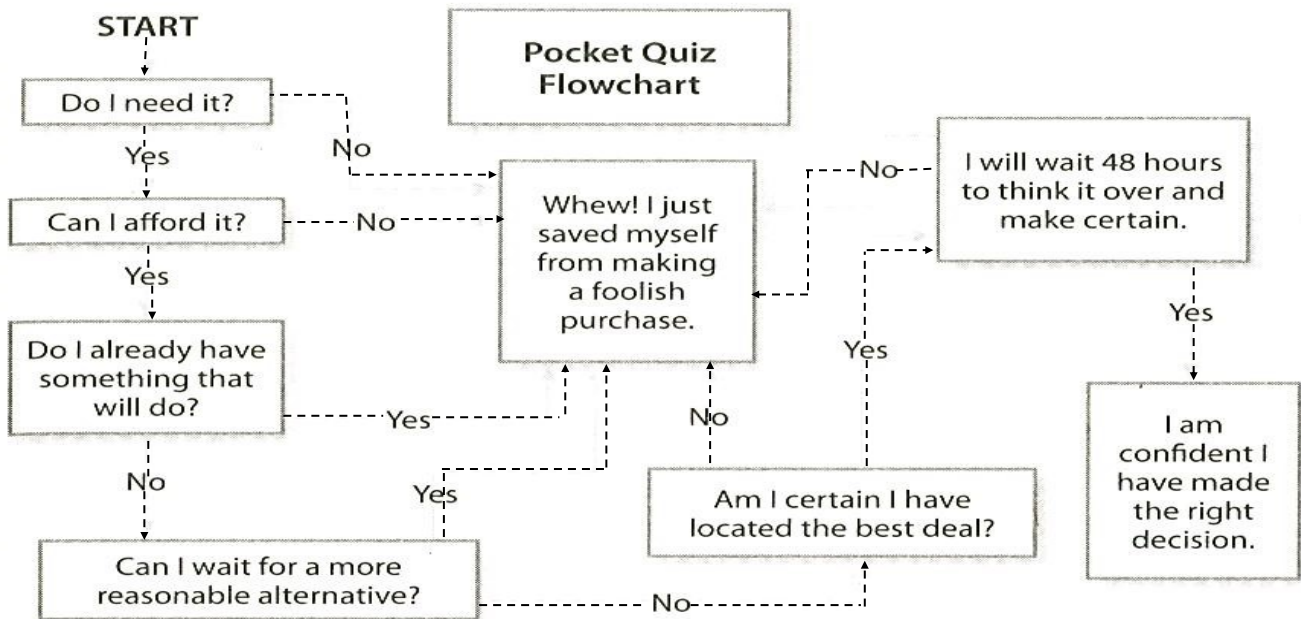 START
Pocket Quiz
Flowchart
Do I need it?
Yes
No
Can I afford it?
No
Yes
Do I already have
something that
will do?
Yes
No
Can I wait for a more
reasonable alternative?
Yes
No
Whew! I just
saved myself
from making
a foolish
purchase.
Am I certain I have
located the best deal?
No
Yes
I will wait 48 hours
to think it over and
make certain.
No
Yes
I am
confident I
have made
the right
decision.